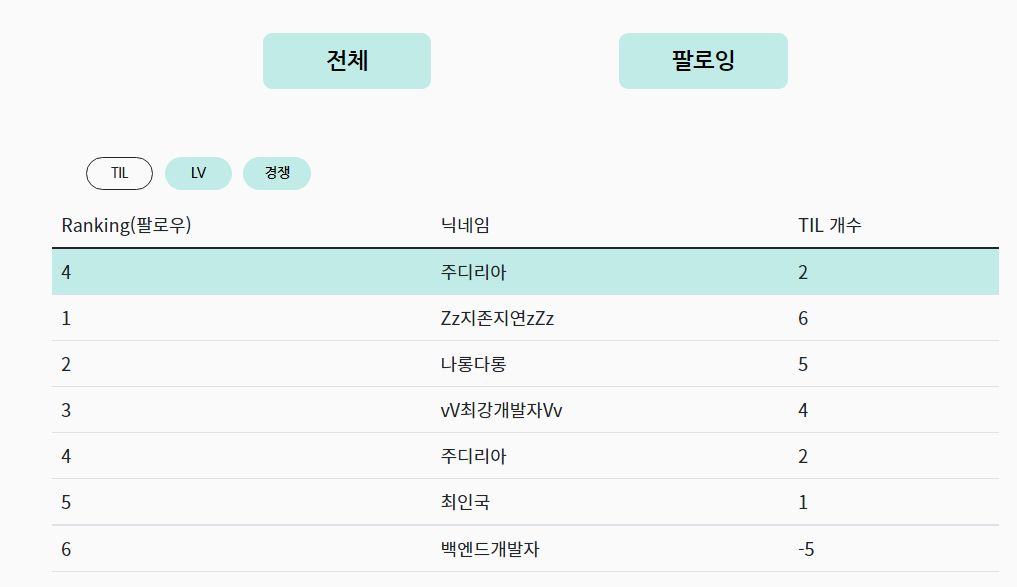 전체 팔로잉
TIL LV 경쟁
Ranking(팔로우) 닉네임 TIL 개수
4 주디리아 2
1 Zz지존지연zZz 6
2 나롱다롱 5
3 vV최강개발자Vv 4
4 주디리아 2
5 최인국 1
6 백엔드개발자 -5